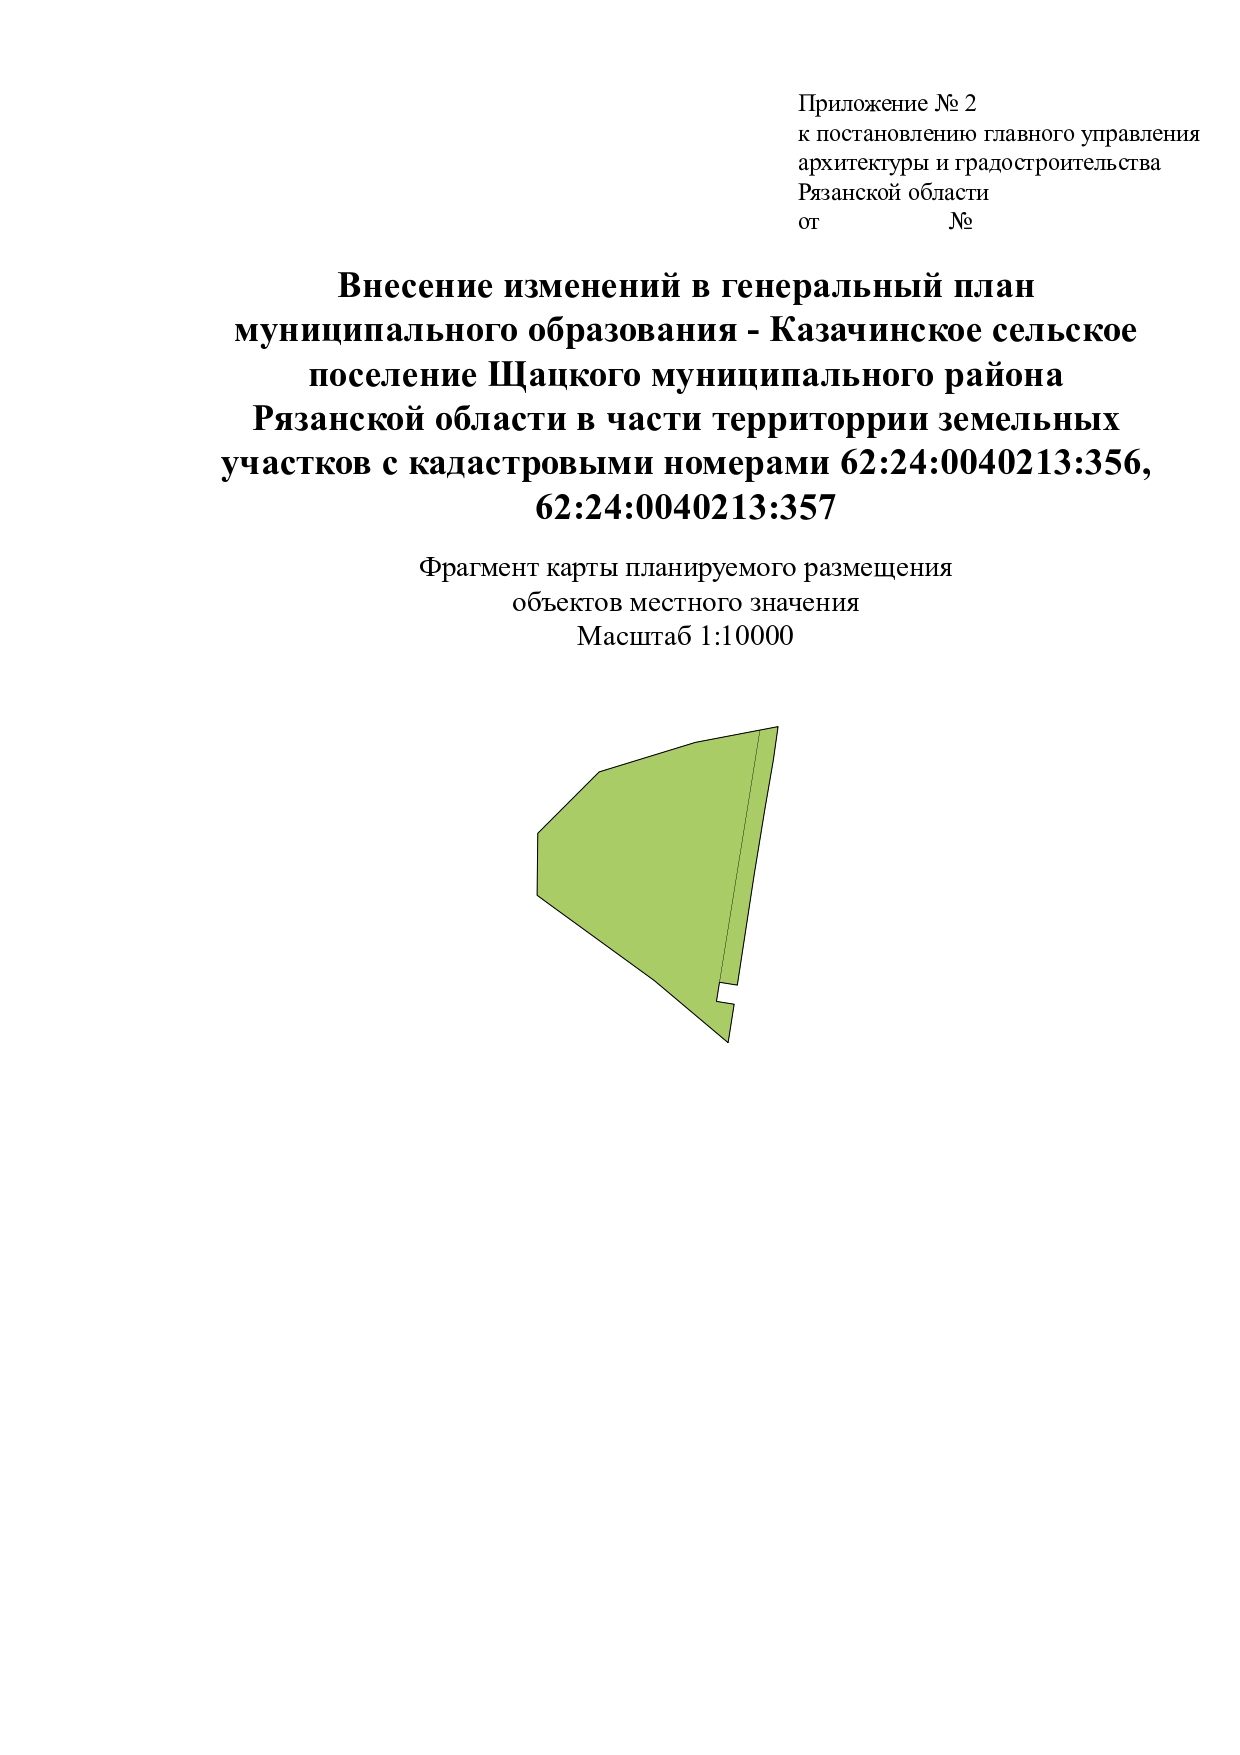 Приложение № 2
к постановлению главного управления
архитектуры и градостроительства
Рязанской области
от №
Внесение изменений в генеральный план
муниципального образования - Казачинское сельское
поселение Щацкого муниципального района
Рязанской области в части территоррии земельных
участков с кадастровыми номерами 62:24:0040213:356,
62:24:0040213:357
Фрагмент карты планируемого размещения
объектов местного значения
Масштаб 1:10000